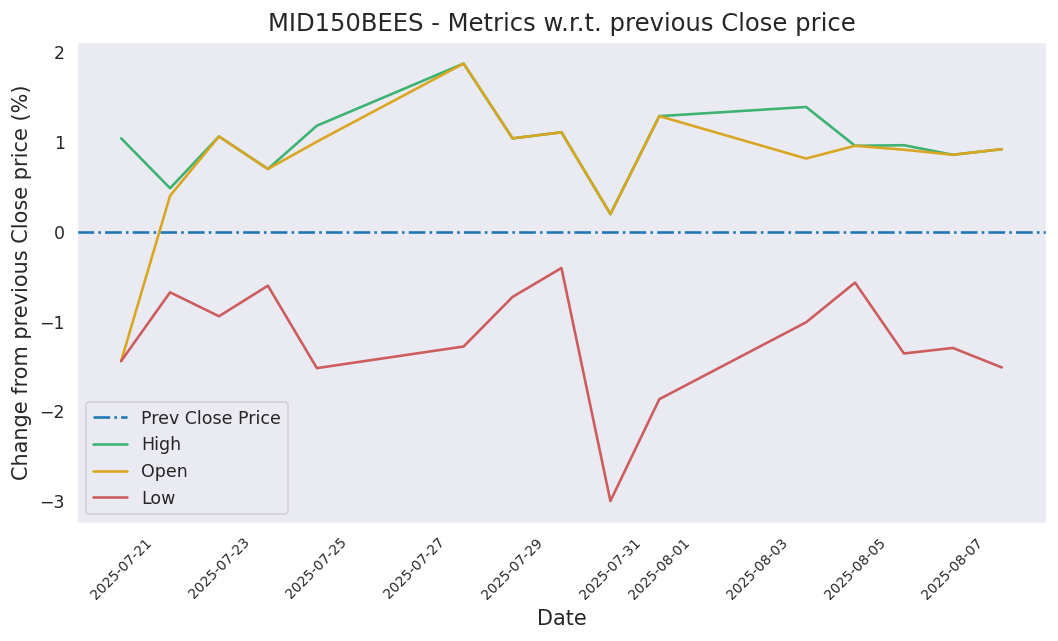 MID150BEES - Metrics w.r.t. previous Close price
Change from previous Close price (%)
2
1
0
−1
−2
−3
Prev Close Price
High
Open
Low
2025-07-21
2025-07-23
2025-07-25
2025-07-27
2025-07-29
2025-07-31
2025-08-01
2025-08-03
2025-08-05
2025-08-07
Date